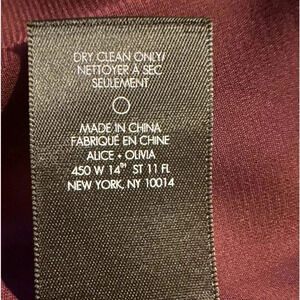 DRY CLEAN ONLY/
NETTOYER À SEC
SEULEMENT
MADE IN CHINA
FABRIQUÉ EN CHINE
ALICE + OLIVIA
450 W 14TH ST 11 FL
NEW YORK, NY 10014